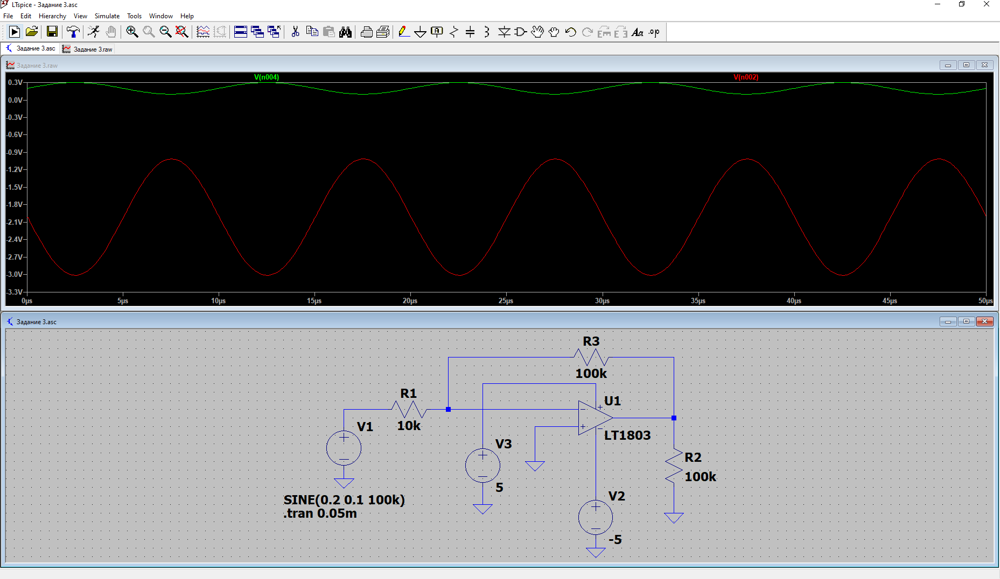 LTspice - Задание 3.asc
File Edit Hierarchy View Simulate Tools Window Help
Задание 3.asc Задание 3.raw
Задание 3.raw
V(n004) V(n002)
0.3V
0.0V
-0.3V
-0.6V
-0.9V
-1.2V
-1.5V
-1.8V
-2.1V
-2.4V
-2.7V
-3.0V
-3.3V
0µs 5µs 10µs 15µs 20µs 25µs 30µs 35µs 40µs 45µs 50µs
Задание 3.asc
R3
100k
R1
10k
U1
LT1803
V1
V3
5
R2
100k
V2
-5
SINE(0.2 0.1 100k)
.tran 0.05m